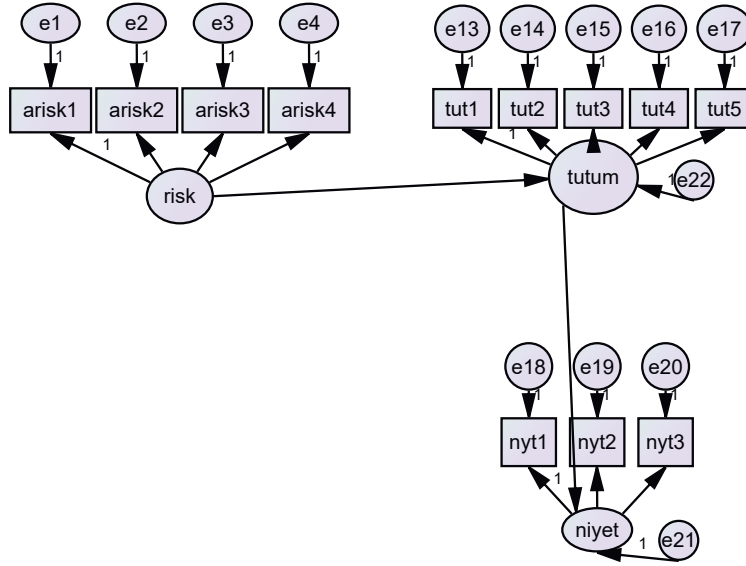 e1 e2 e3 e4 e13 e14 e15 e16 e17
1 1 1 1 1 1 1 1 1
arisk1 arisk2 arisk3 arisk4 tut1 tut2 tut3 tut4 tut5
1 1
risk tutum 1 e22
e18 e19 e20
1 1 1
nyt1 nyt2 nyt3
1
niyet 1 e21